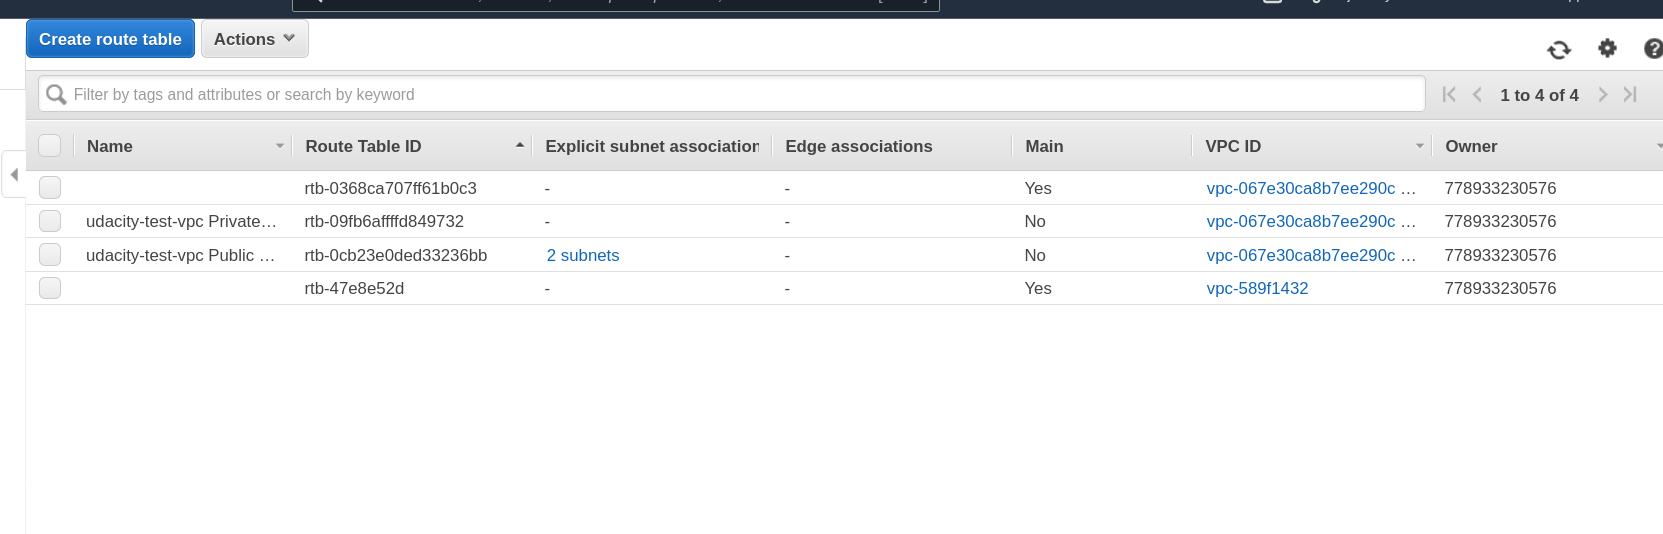 Create route table Actions
Filter by tags and attributes or search by keyword 1 to 4 of 4
Name Route Table ID Explicit subnet association Edge associations Main VPC ID Owner
rtb-0368ca707ff61b0c3 - - Yes vpc-067e30ca8b7ee290c ... 778933230576
udacity-test-vpc Private... rtb-09fb6affffd849732 - - No vpc-067e30ca8b7ee290c ... 778933230576
udacity-test-vpc Public ... rtb-0cb23e0ded33236bb 2 subnets - No vpc-067e30ca8b7ee290c ... 778933230576
rtb-47e8e52d - - Yes vpc-589f1432 778933230576